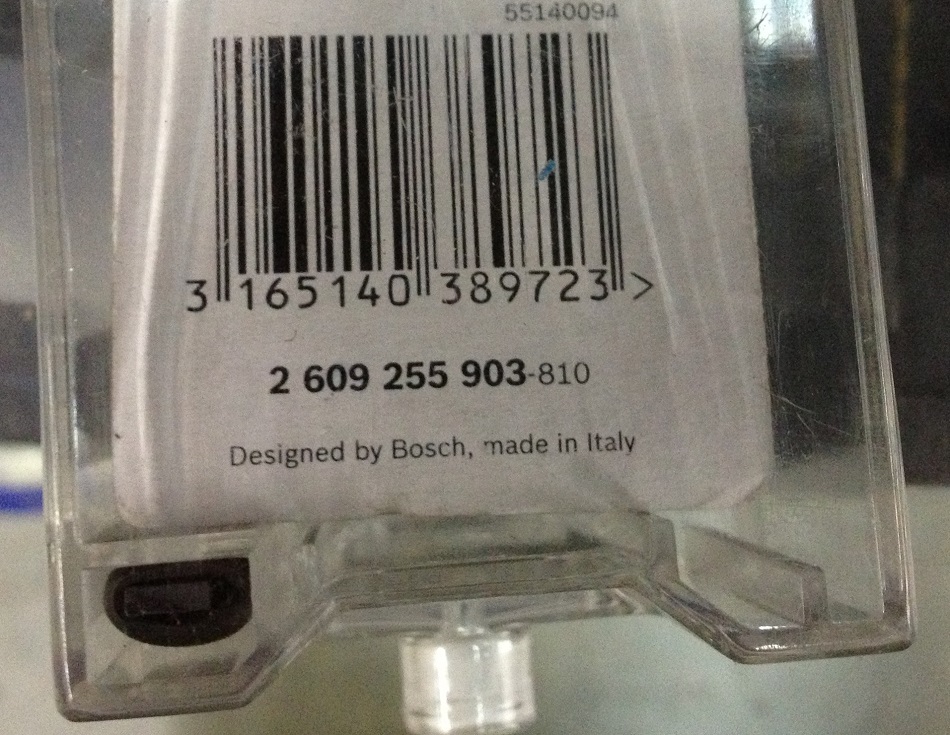 55140094
3 165140 389723 >
2 609 255 903-810
Designed by Bosch, made in Italy